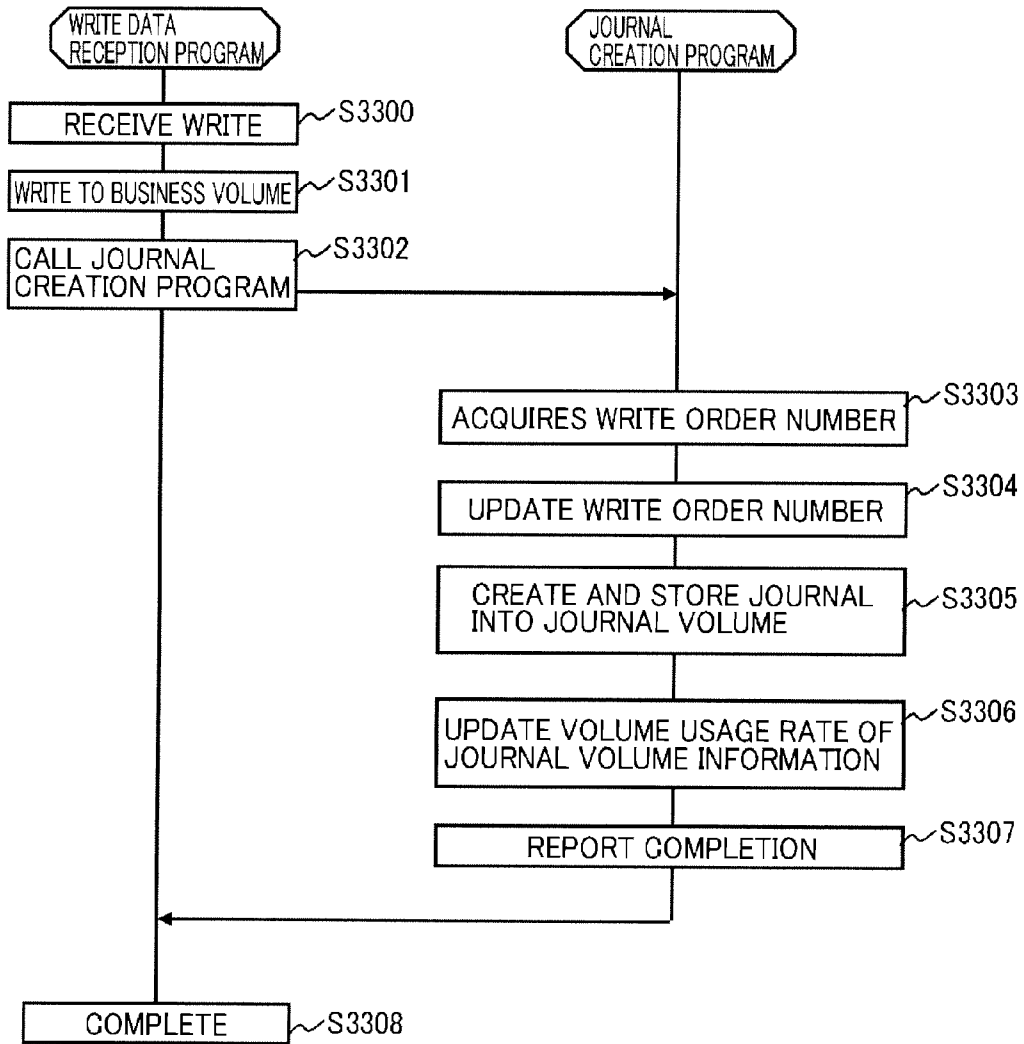 WRITE DATA
RECEPTION PROGRAM
JOURNAL
CREATION PROGRAM
RECEIVE WRITE
S3300
WRITE TO BUSINESS VOLUME
S3301
CALL JOURNAL
CREATION PROGRAM
S3302
ACQUIRES WRITE ORDER NUMBER
S3303
UPDATE WRITE ORDER NUMBER
S3304
CREATE AND STORE JOURNAL
INTO JOURNAL VOLUME
S3305
UPDATE VOLUME USAGE RATE OF
JOURNAL VOLUME INFORMATION
S3306
REPORT COMPLETION
S3307
COMPLETE
S3308